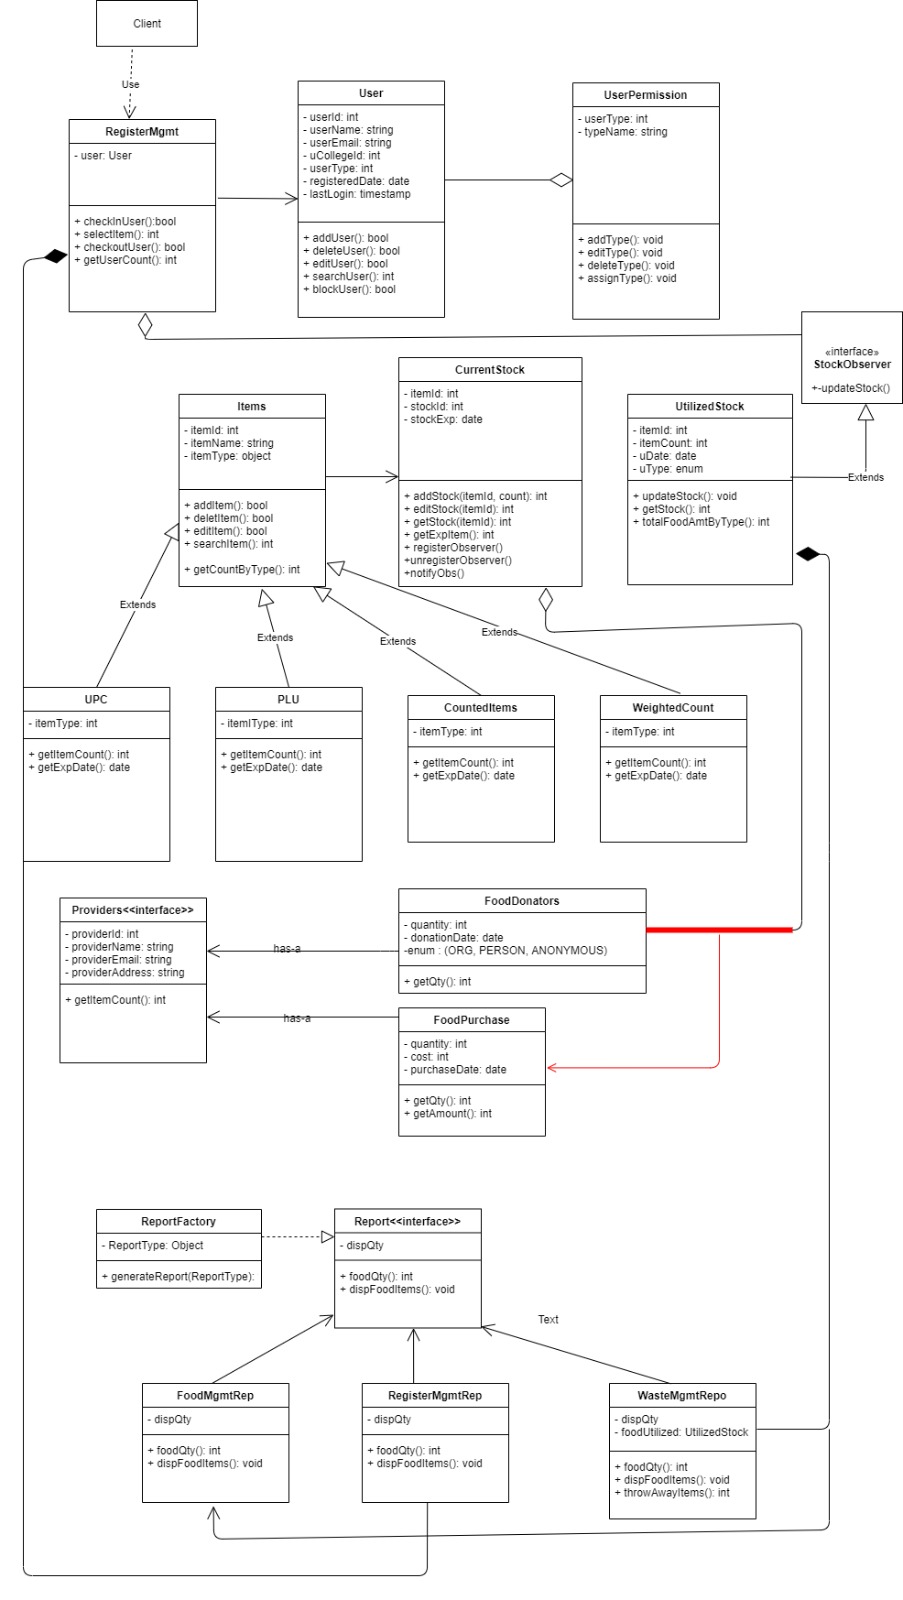 Client
Use
RegisterMgmt
- user: User
+ checkInUser():bool
+ selectItem(): int
+ checkoutUser(): bool
+ getUserCount(): int
User
- userId: int
- userName: string
- userEmail: string
- uCollegeId: int
- userType: int
- registeredDate: date
- lastLogin: timestamp
+ addUser(): bool
+ deleteUser(): bool
+ editUser(): bool
+ searchUser(): int
+ blockUser(): bool
UserPermission
- userType: int
- typeName: string
+ addType(): void
+ editType(): void
+ deleteType(): void
+ assignType(): void
«interface»
StockObserver
+-updateStock()
Items
- itemId: int
- itemName: string
- itemType: object
+ addItem(): bool
+ deletItem(): bool
+ editItem(): bool
+ searchItem(): int
+ getCountByType(): int
CurrentStock
- itemId: int
- stockId: int
- stockExp: date
+ addStock(itemId, count): int
+ editStock(itemId): int
+ getStock(itemId): int
+ getExpItem(): int
+ registerObserver()
+unregisterObserver()
+notifyObs()
UtilizedStock
- itemId: int
- itemCount: int
- uDate: date
- uType: enum
+ updateStock(): void
+ getStock(): int
+ totalFoodAmtByType(): int
Extends
Extends
Extends
Extends
Extends
UPC
- itemType: int
+ getItemCount(): int
+ getExpDate(): date
PLU
- itemIType: int
+ getItemCount(): int
+ getExpDate(): date
CountedItems
- itemType: int
+ getItemCount(): int
+ getExpDate(): date
WeightedCount
- itemType: int
+ getItemCount(): int
+ getExpDate(): date
Providers<<interface>>
- providerId: int
- providerName: string
- providerEmail: string
- providerAddress: string
+ getItemCount(): int
has-a
has-a
FoodDonators
- quantity: int
- donationDate: date
-enum : (ORG, PERSON, ANONYMOUS)
+ getQty(): int
FoodPurchase
- quantity: int
- cost: int
- purchaseDate: date
+ getQty(): int
+ getAmount(): int
ReportFactory
- ReportType: Object
+ generateReport(ReportType):
Report<<interface>>
- dispQty
+ foodQty(): int
+ dispFoodItems(): void
Text
FoodMgmtRep
- dispQty
+ foodQty(): int
+ dispFoodItems(): void
RegisterMgmtRep
- dispQty
+ foodQty(): int
+ dispFoodItems(): void
WasteMgmtRepo
- dispQty
- foodUtilized: UtilizedStock
+ foodQty(): int
+ dispFoodItems(): void
+ throwAwayItems(): int